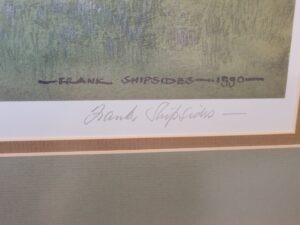 —FRANK SHIPSIDES—1990—
Frank Shipsides —